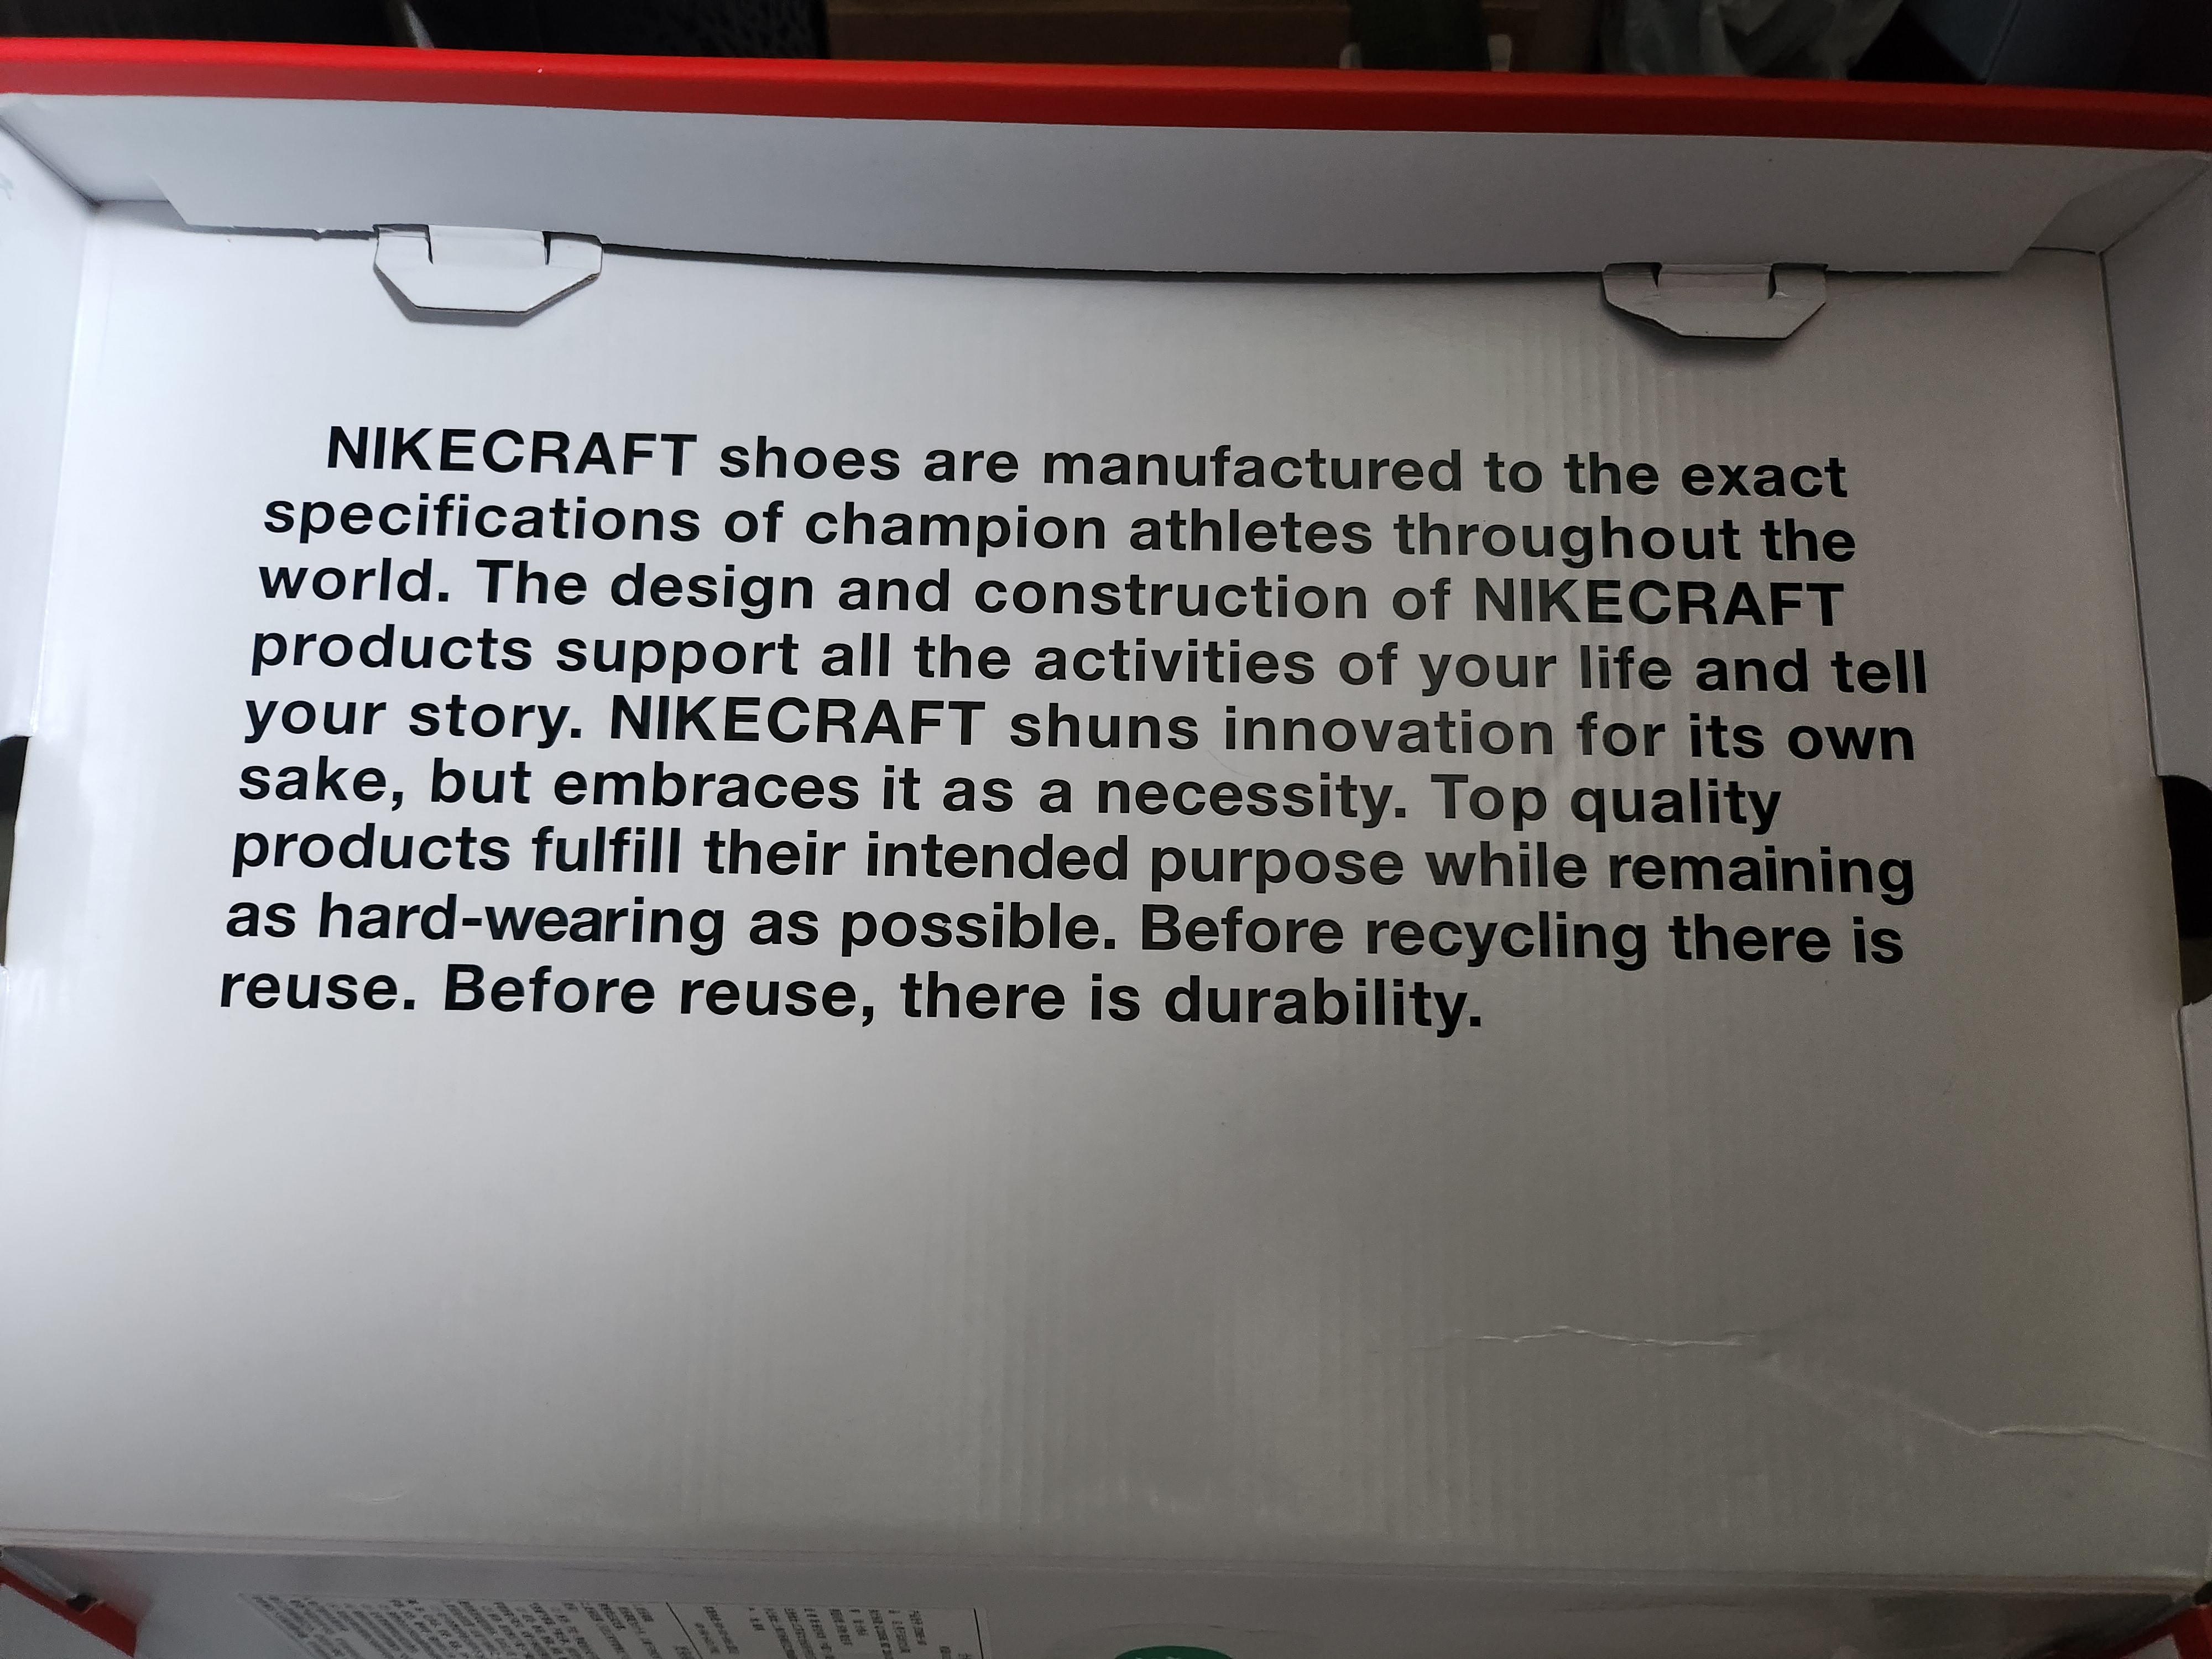 NIKECRAFT shoes are manufactured to the exact
specifications of champion athletes throughout the
world. The design and construction of NIKECRAFT
products support all the activities of your life and tell
your story. NIKECRAFT shuns innovation for its own
sake, but embraces it as a necessity. Top quality
products fulfill their intended purpose while remaining
as hard-wearing as possible. Before recycling there is
reuse. Before reuse, there is durability.